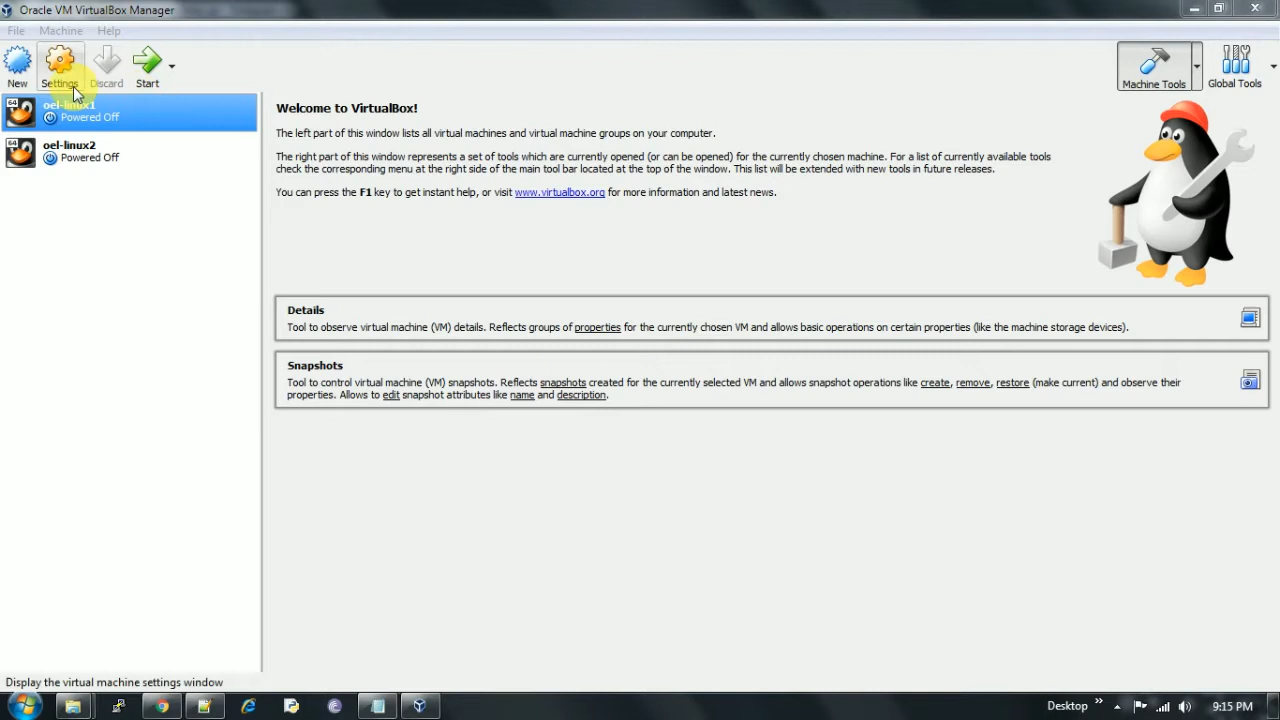 Oracle VM VirtualBox Manager
File Machine Help
New Settings Discard Start
Machine Tools Global Tools
64 oel-linux1
Powered Off
64 oel-linux2
Powered Off
Welcome to VirtualBox!
The left part of this window lists all virtual machines and virtual machine groups on your computer.
The right part of this window represents a set of tools which are currently opened (or can be opened) for the currently chosen machine. For a list of currently available tools
check the corresponding menu at the right side of the main tool bar located at the top of the window. This list will be extended with new tools in future releases.
You can press the F1 key to get instant help, or visit www.virtualbox.org for more information and latest news.
Details
Tool to observe virtual machine (VM) details. Reflects groups of properties for the currently chosen VM and allows basic operations on certain properties (like the machine storage devices).
Snapshots
Tool to control virtual machine (VM) snapshots. Reflects snapshots created for the currently selected VM and allows snapshot operations like create, remove, restore (make current) and observe their
properties. Allows to edit snapshot attributes like name and description.
Display the virtual machine settings window
Desktop » 9:15 PM